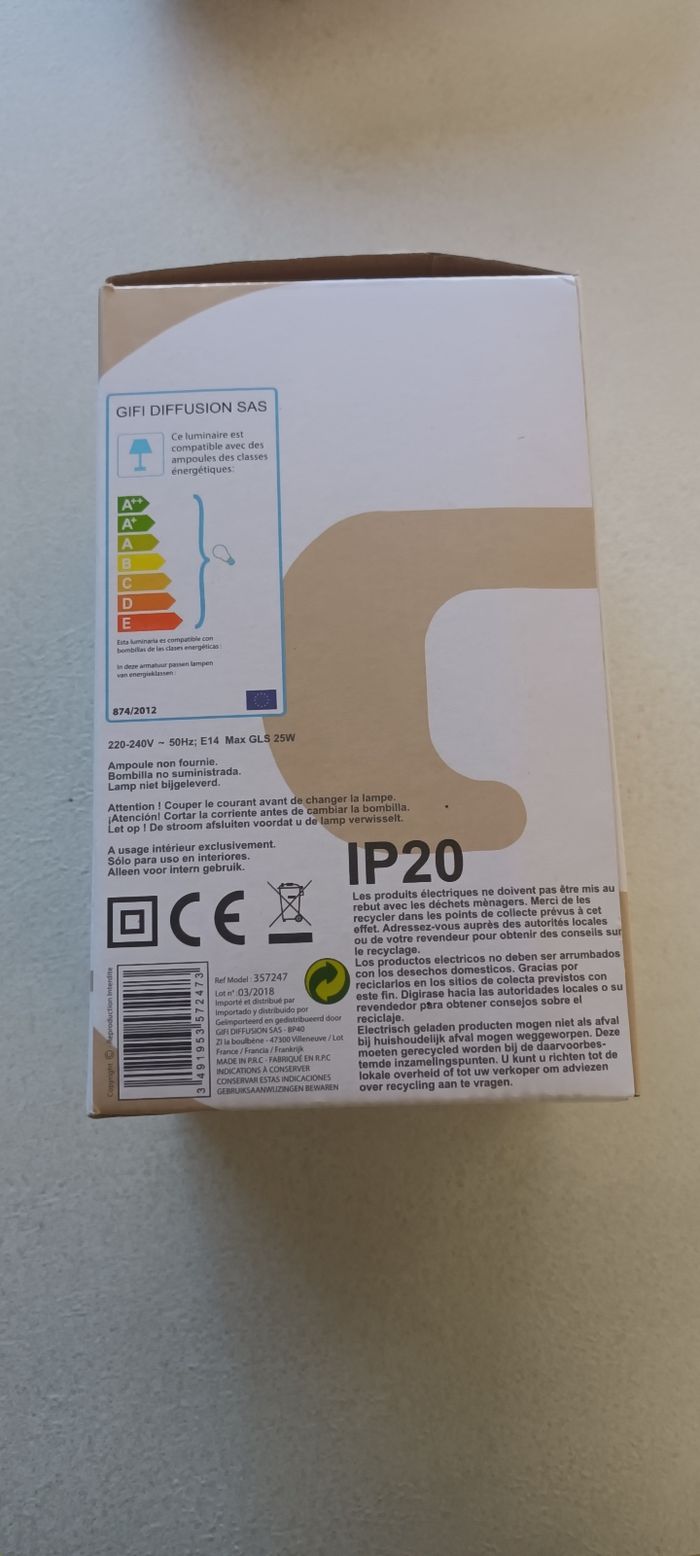 GIFI DIFFUSION SAS
Ce luminaire est
compatible avec des
ampoules des classes
énergétiques:
A++
A+
A
B
C
D
E
Esta luminaria es compatible con
bombillas de las clases energéticas :
In deze armatuur passen lampen
van energieklassen :
874/2012
220-240V ~ 50Hz; E14 Max GLS 25W
Ampoule non fournie.
Bombilla no suministrada.
Lamp niet bijgeleverd.
Attention ! Couper le courant avant de changer la lampe.
¡Atención! Cortar la corriente antes de cambiar la bombilla.
Let op ! De stroom afsluiten voordat u de lamp verwisselt.
A usage intérieur exclusivement.
Sólo para uso en interiores.
Alleen voor intern gebruik.
IP20
CE
Les produits électriques ne doivent pas être mis au
rebut avec les déchets mènagers. Merci de les
recycler dans les points de collecte prévus à cet
effet. Adressez-vous auprès des autorités locales
ou de votre revendeur pour obtenir des conseils sur
le recyclage.
Los productos electricos no deben ser arrumbados
con los desechos domesticos. Gracias por
reciclarlos en los sitios de colecta previstos con
este fin. Digirase hacia las autoridades locales o su
revendedor para obtener consejos sobre el
reciclaje.
Electrisch geladen producten mogen niet als afval
bij huishoudelijk afval mogen weggeworpen. Deze
moeten gerecycled worden bij de daarvoorbes-
temde inzamelingspunten. U kunt u richten tot de
lokale overheid of tot uw verkoper om adviezen
over recycling aan te vragen.
Copyright © Reproduction Interdite
3 491953 572473
Ref Model : 357247
Lot n° :03/2018
Importé et distribué par
Importado y distribuido por
Geïmporteerd en gedistribueerd door
GIFI DIFFUSION SAS - BP40
ZI la boulbène - 47300 Villeneuve / Lot
France / Francia / Frankrijk
MADE IN P.R.C - FABRIQUÉ EN R.P.C
INDICATIONS À CONSERVER
CONSERVAR ESTAS INDICACIONES
GEBRUIKSAANWIJZINGEN BEWAREN